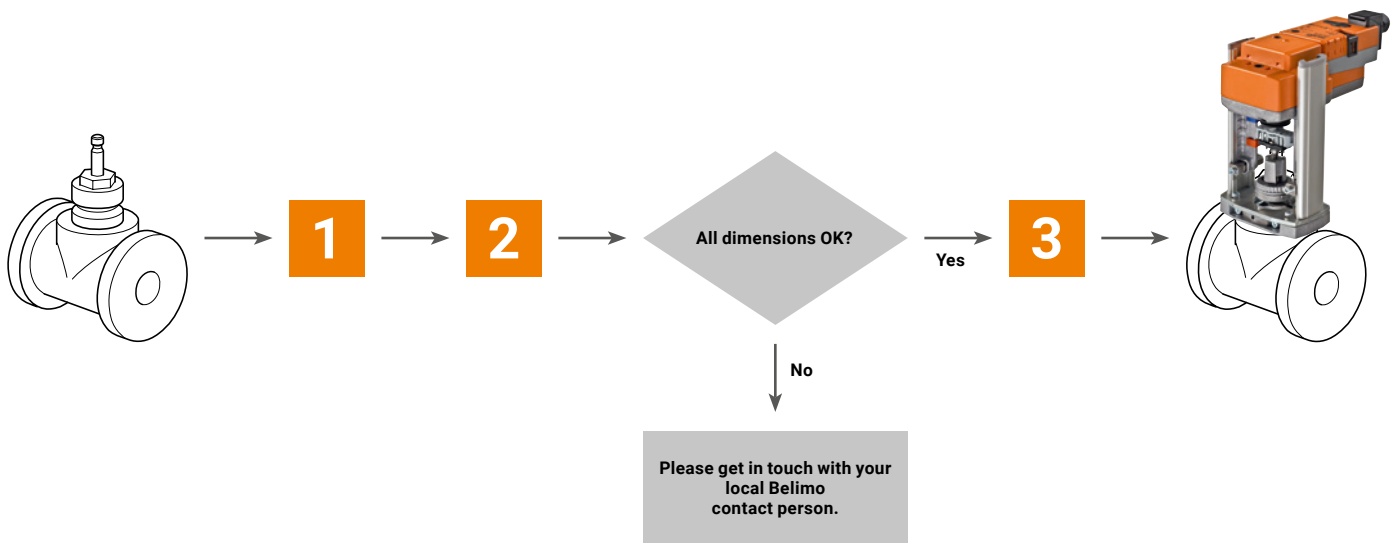 1
2
All dimensions OK?
Yes
3
No
Please get in touch with your
local Belimo
contact person.